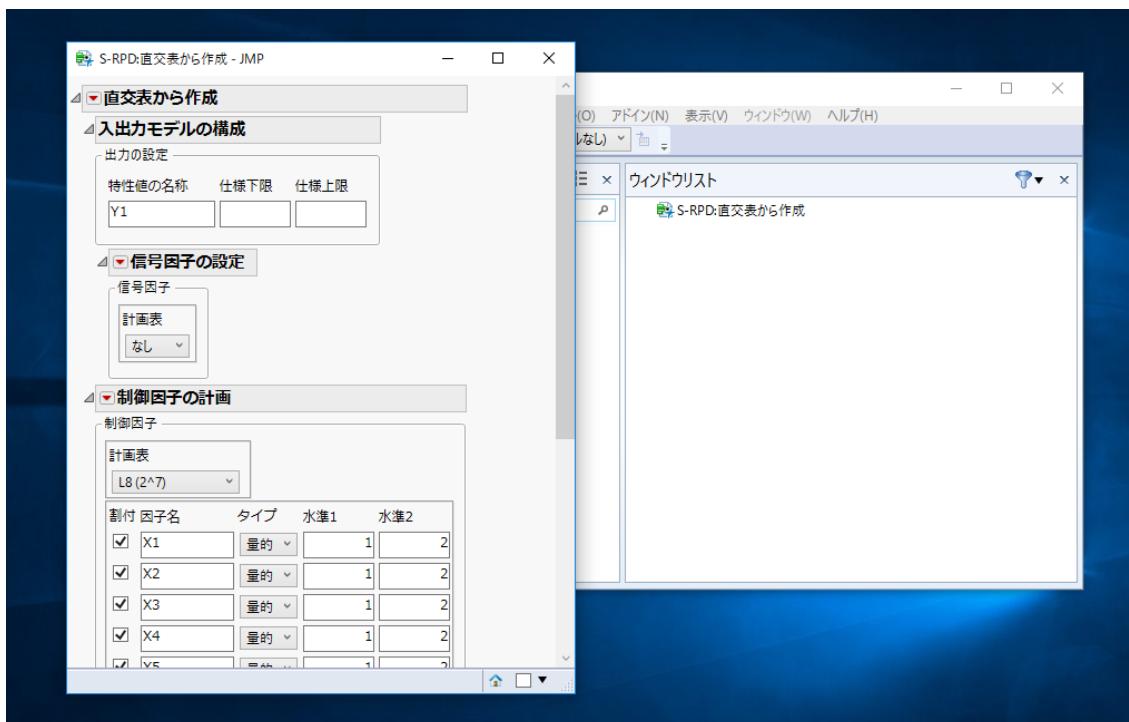 S-RPD:直交表から作成 - JMP
直交表から作成
入出力モデルの構成
出力の設定
特性値の名称 仕様下限 仕様上限
Y1
信号因子の設定
信号因子
計画表
なし
制御因子の計画
制御因子
計画表
L8 (2^7)
割付 因子名 タイプ 水準1 水準2
X1 量的 1 2
X2 量的 1 2
X3 量的 1 2
X4 量的 1 2
X5 量的 1 2
(O) アドイン(N) 表示(V) ウィンドウ(W) ヘルプ(H)
ルなし)
ウィンドウリスト
S-RPD:直交表から作成